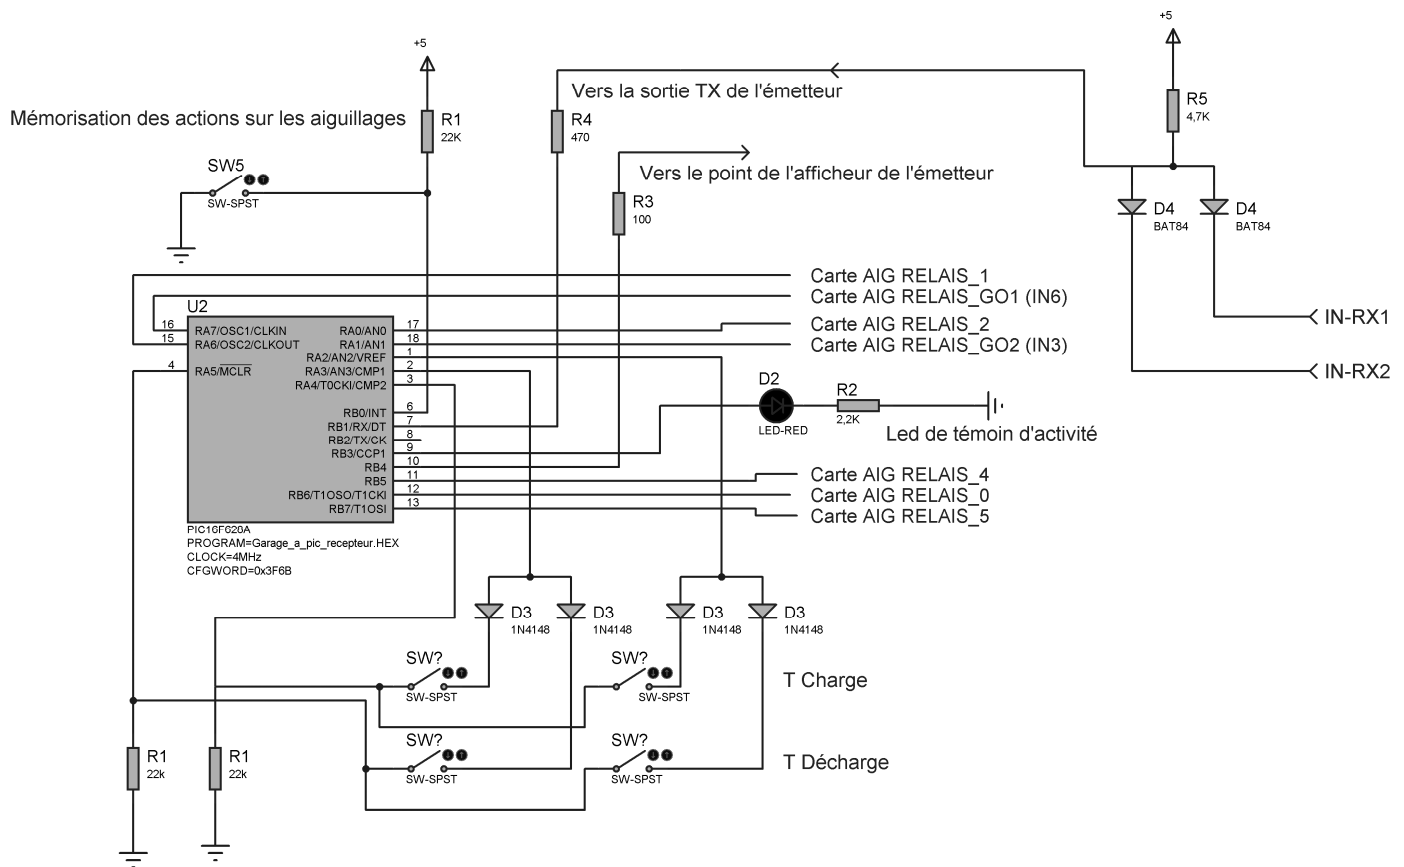 +5
+5
Mémorisation des actions sur les aiguillages
R1
22K
Vers la sortie TX de l'émetteur
R4
470
R5
4,7K
SW5
SW-SPST
Vers le point de l'afficheur de l'émetteur
R3
100
D4
BAT84
D4
BAT84
Carte AIG RELAIS_1
Carte AIG RELAIS_GO1 (IN6)
Carte AIG RELAIS_2
Carte AIG RELAIS_GO2 (IN3)
IN-RX1
IN-RX2
U2
16 RA7/OSC1/CLKIN
15 RA6/OSC2/CLKOUT
4 RA5/MCLR
RA0/AN0 17
RA1/AN1 18
RA2/AN2/VREF 1
RA3/AN3/CMP1 2
RA4/T0CKI/CMP2 3
RB0/INT 6
RB1/RX/DT 7
RB2/TX/CK 8
RB3/CCP1 9
RB4 10
RB5 11
RB6/T1OSO/T1CKI 12
RB7/T1OSI 13
PIC16F628A
PROGRAM=Garage_a_pic_recepteur.HEX
CLOCK=4MHz
CFGWORD=0x3F6B
D2
LED-RED
R2
2,2K
Led de témoin d'activité
Carte AIG RELAIS_4
Carte AIG RELAIS_0
Carte AIG RELAIS_5
D3
1N4148
D3
1N4148
D3
1N4148
D3
1N4148
SW?
SW-SPST
SW?
SW-SPST
T Charge
SW?
SW-SPST
SW?
SW-SPST
T Décharge
R1
22k
R1
22k